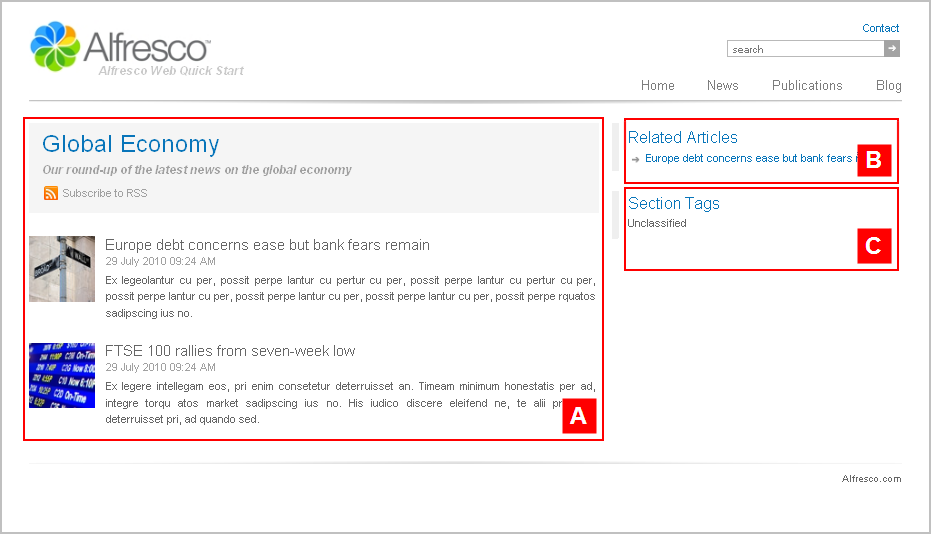 Contact
Alfresco™
Alfresco Web Quick Start
search
Home News Publications Blog
Global Economy
Our round-up of the latest news on the global economy
Subscribe to RSS
Related Articles
Europe debt concerns ease but bank fears
B
Section Tags
Unclassified
C
Europe debt concerns ease but bank fears remain
29 July 2010 09:24 AM
Ex legeolantur cu per, possit perpe lantur cu pertur cu per, possit perpe lantur cu pertur cu per,
possit perpe lantur cu per, possit perpe lantur cu per, possit perpe lantur cu per, possit perpe rquatos
sadipscing ius no.
FTSE 100 rallies from seven-week low
29 July 2010 09:24 AM
Ex legere intellegam eos, pri enim consetetur deterruisset an. Timeam minimum honestatis per ad,
integre torqu atos market sadipscing ius no. His iudico discere eleifend ne, te alii
deterruisset pri, ad quando sed.
A
Alfresco.com